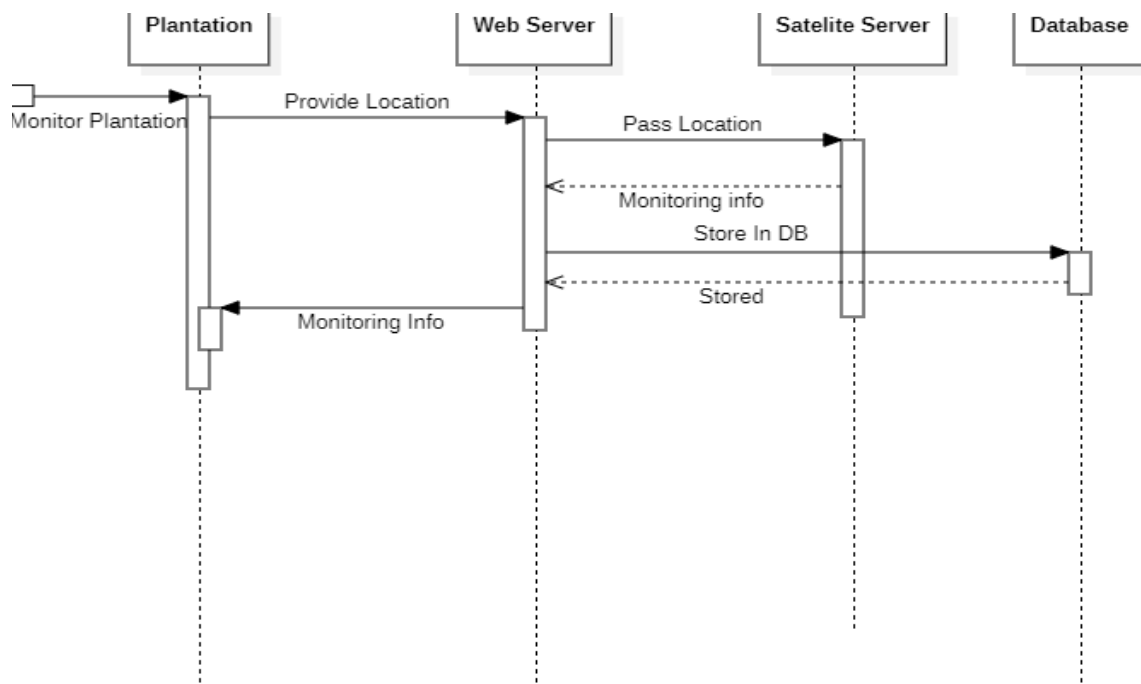 Plantation
Web Server
Satelite Server
Database
Monitor Plantation
Provide Location
Pass Location
Monitoring info
Store In DB
Stored
Monitoring Info